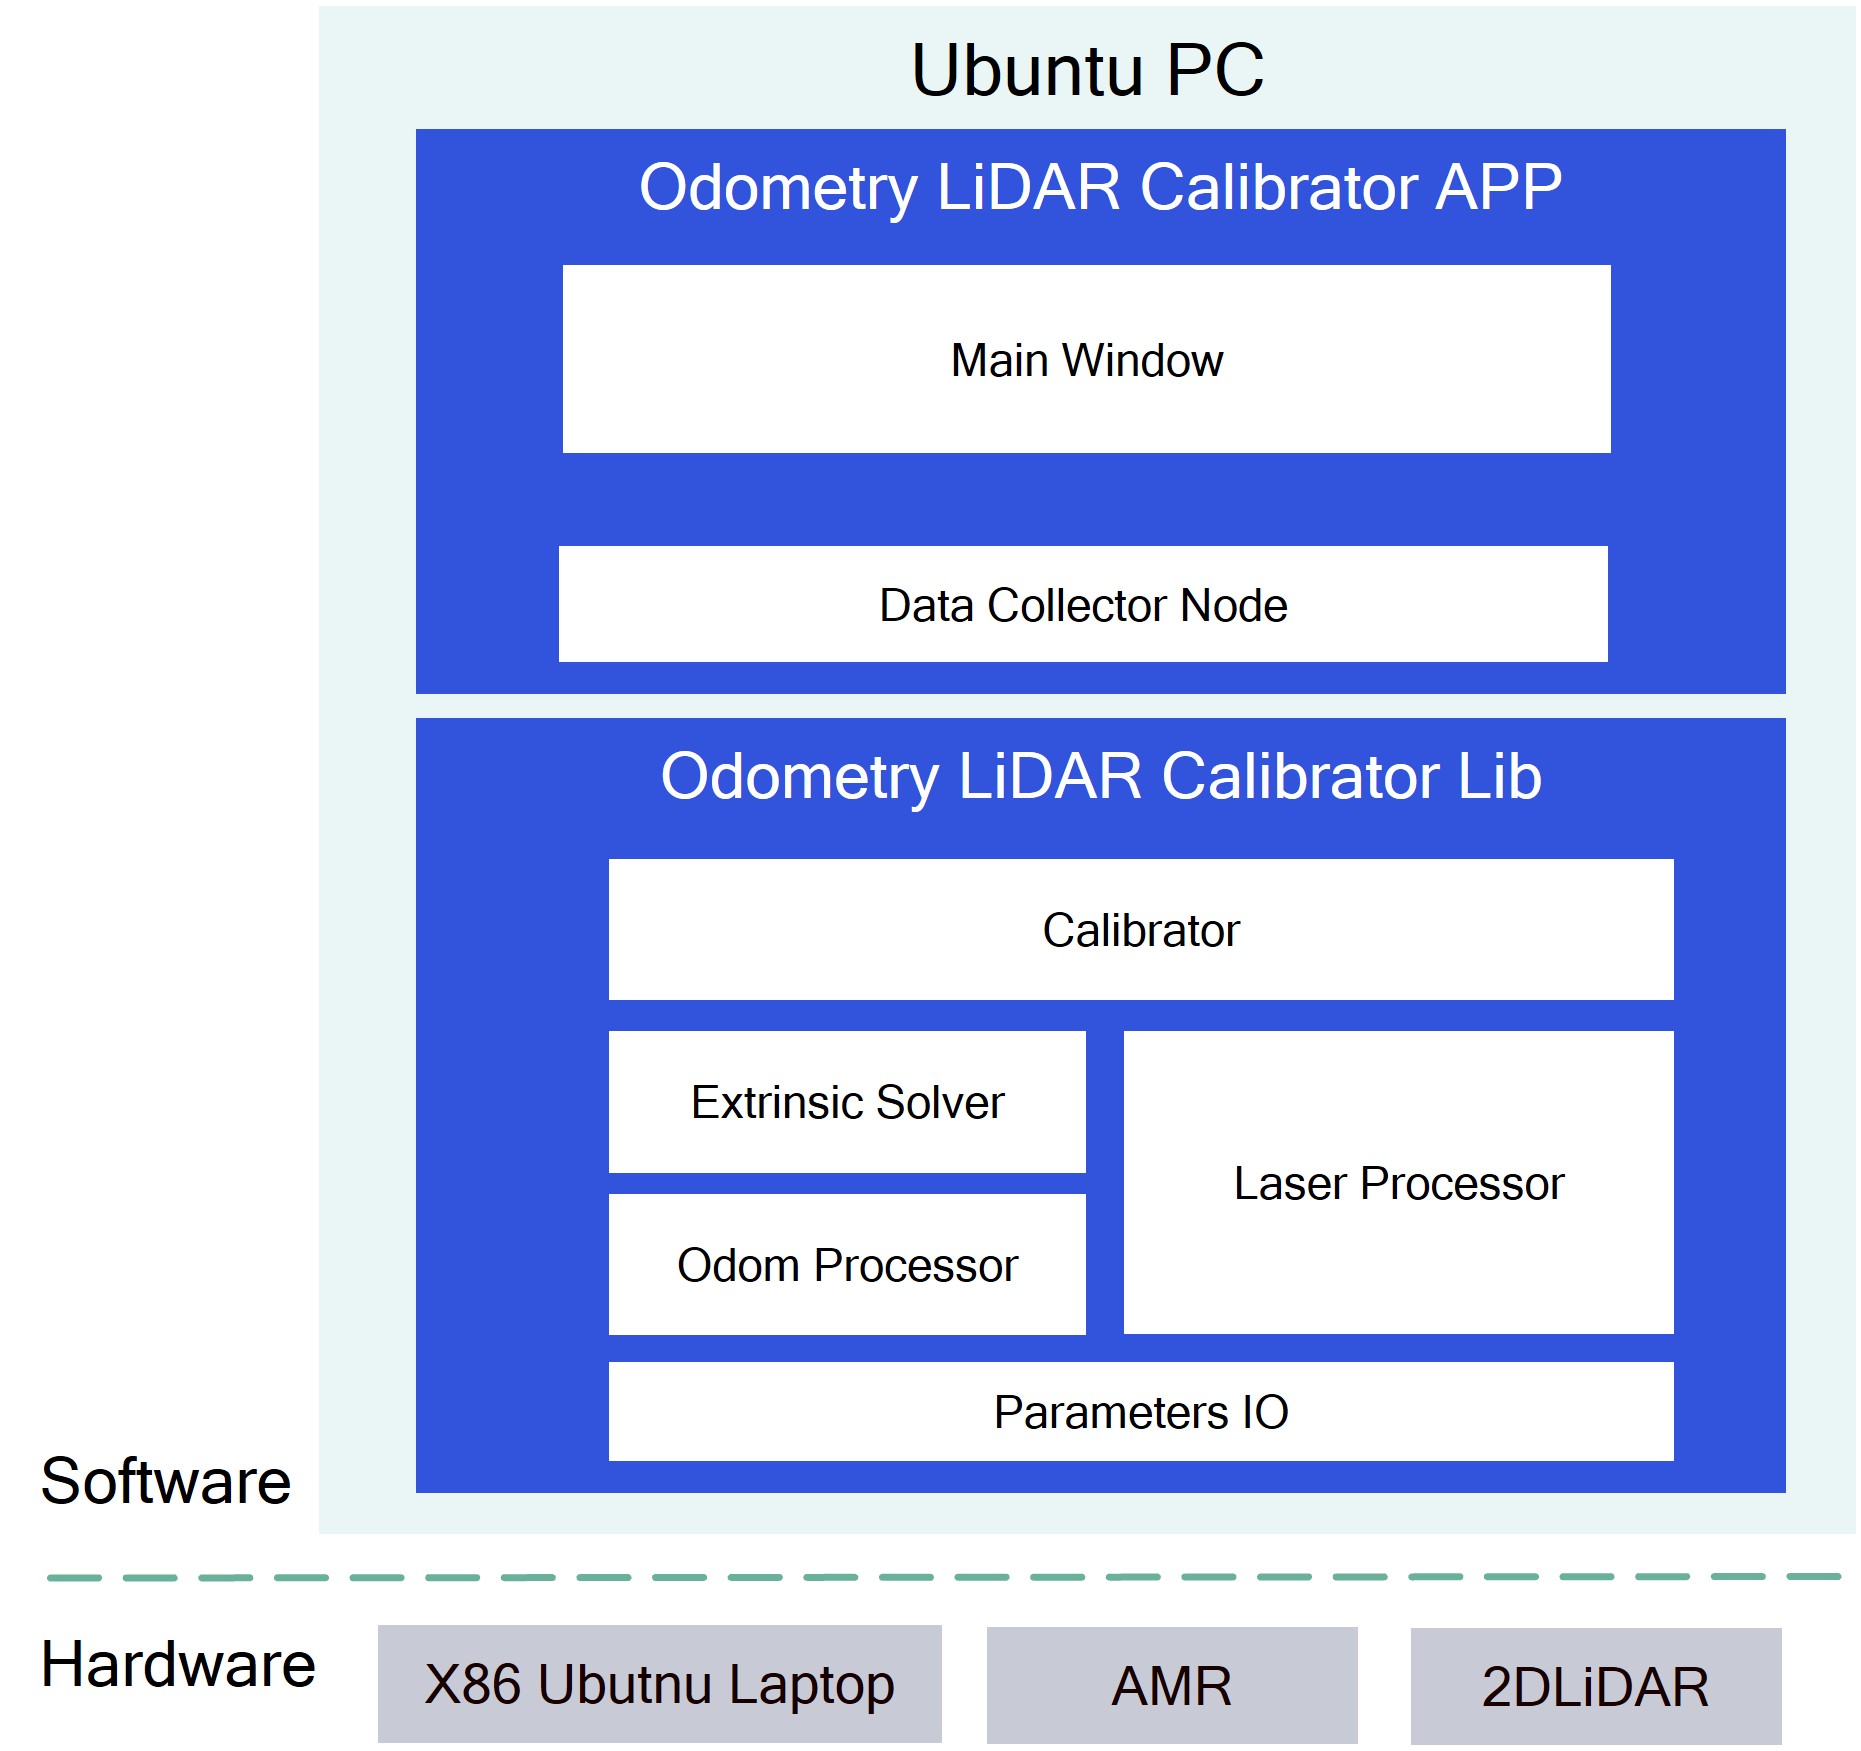 Ubuntu PC
Odometry LiDAR Calibrator APP
Main Window
Data Collector Node
Odometry LiDAR Calibrator Lib
Calibrator
Extrinsic Solver
Laser Processor
Odom Processor
Parameters IO
Software
Hardware
X86 Ubutnu Laptop
AMR
2DLiDAR